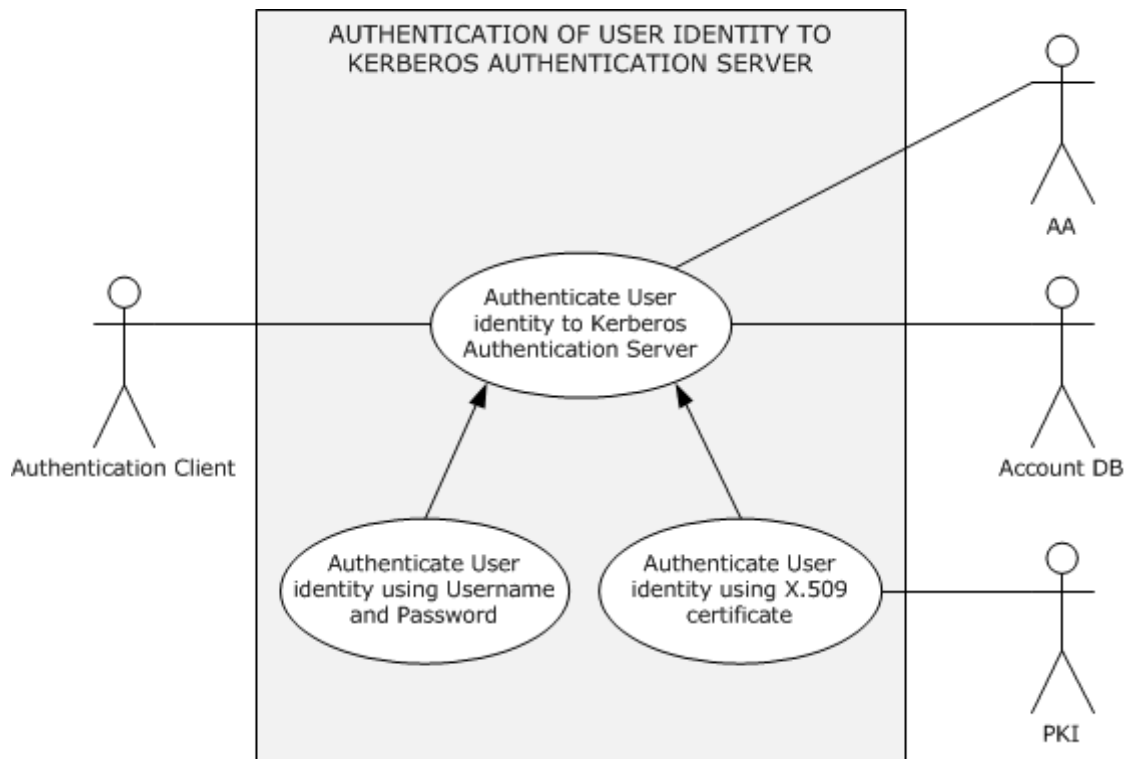 AUTHENTICATION OF USER IDENTITY TO
KERBEROS AUTHENTICATION SERVER
AA
Authenticate User
identity to Kerberos
Authentication Server
Authentication Client
Account DB
Authenticate User
identity using Username
and Password
Authenticate User
identity using X.509
certificate
PKI